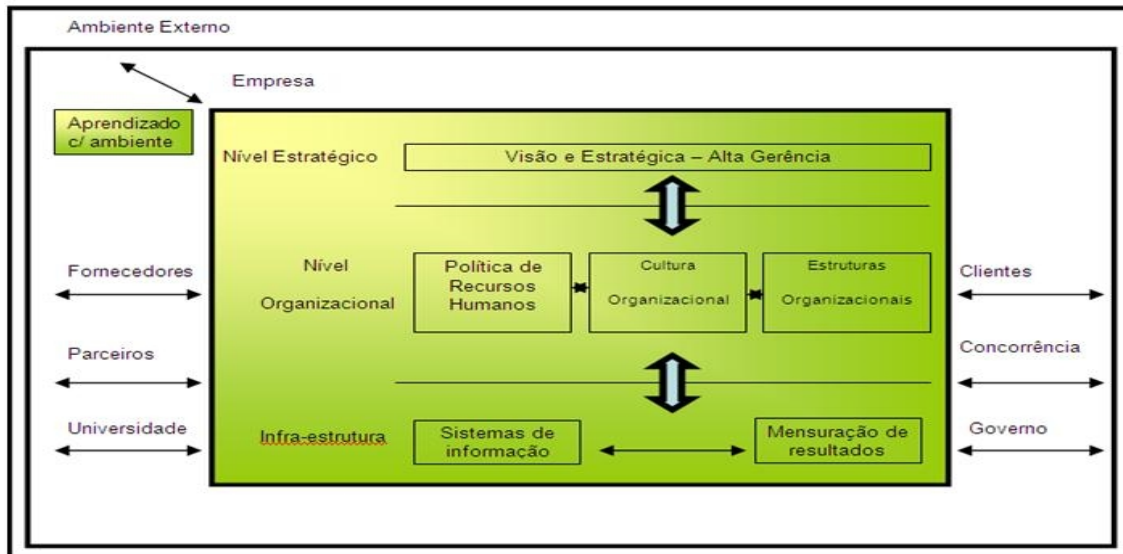 Ambiente Externo
Empresa
Aprendizado
c/ ambiente
Nível Estratégico
Visão e Estratégica – Alta Gerência
Fornecedores
Nível
Organizacional
Política de
Recursos
Humanos
Cultura
Organizacional
Estruturas
Organizacionais
Clientes
Parceiros
Concorrência
Universidade
Infra-estrutura
Sistemas de
informação
Mensuração de
resultados
Governo